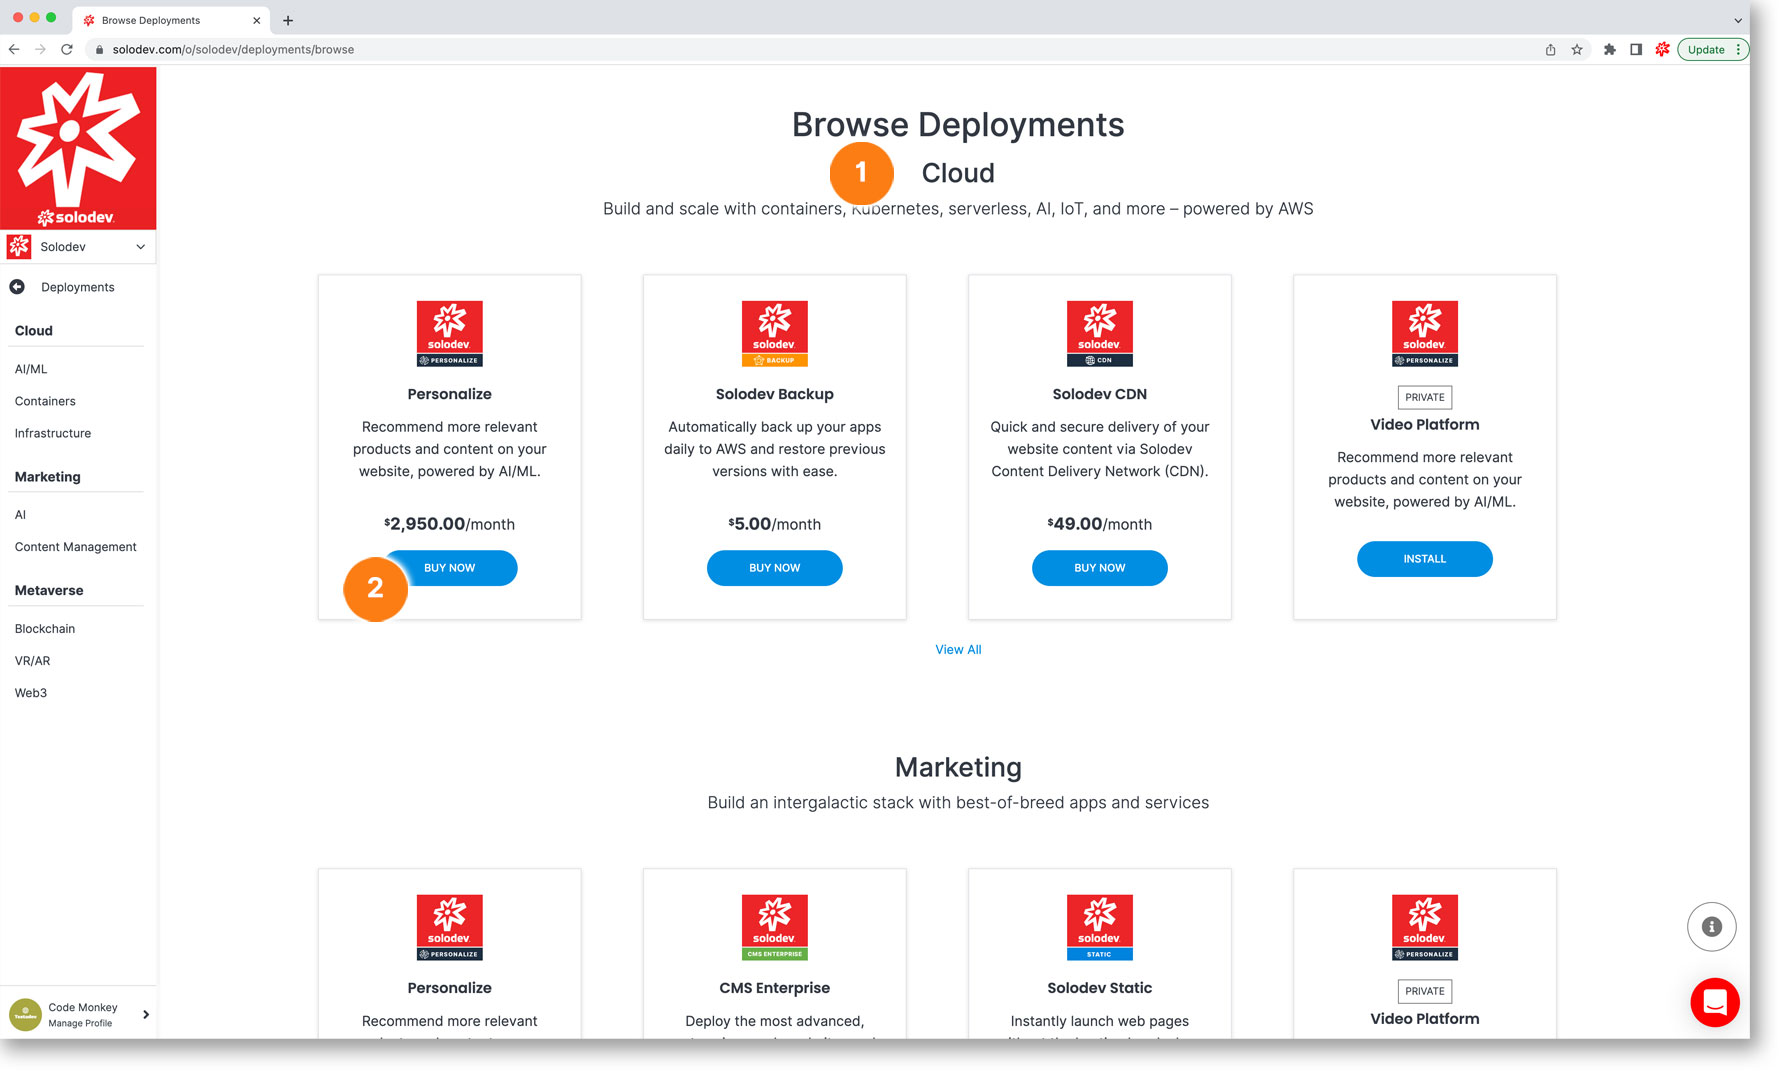 Browse Deployments
solodev.com/o/solodev/deployments/browse
Update
solodev
Solodev
Deployments
Cloud
AI/ML
Containers
Infrastructure
Marketing
AI
Content Management
Metaverse
Blockchain
VR/AR
Web3
Code Monkey
Manage Profile
Browse Deployments
1
Cloud
Build and scale with containers, Kubernetes, serverless, AI, IoT, and more – powered by AWS
solodev
PERSONALIZE
Personalize
Recommend more relevant
products and content on your
website, powered by AI/ML.
$2,950.00/month
BUY NOW
2
solodev
BACKUP
Solodev Backup
Automatically back up your apps
daily to AWS and restore previous
versions with ease.
$5.00/month
BUY NOW
solodev
CDN
Solodev CDN
Quick and secure delivery of your
website content via Solodev
Content Delivery Network (CDN).
$49.00/month
BUY NOW
solodev
PERSONALIZE
PRIVATE
Video Platform
Recommend more relevant
products and content on your
website, powered by AI/ML.
INSTALL
View All
Marketing
Build an intergalactic stack with best-of-breed apps and services
solodev
PERSONALIZE
Personalize
Recommend more relevant
solodev
CMS ENTERPRISE
CMS Enterprise
Deploy the most advanced,
solodev
STATIC
Solodev Static
Instantly launch web pages
solodev
PERSONALIZE
PRIVATE
Video Platform